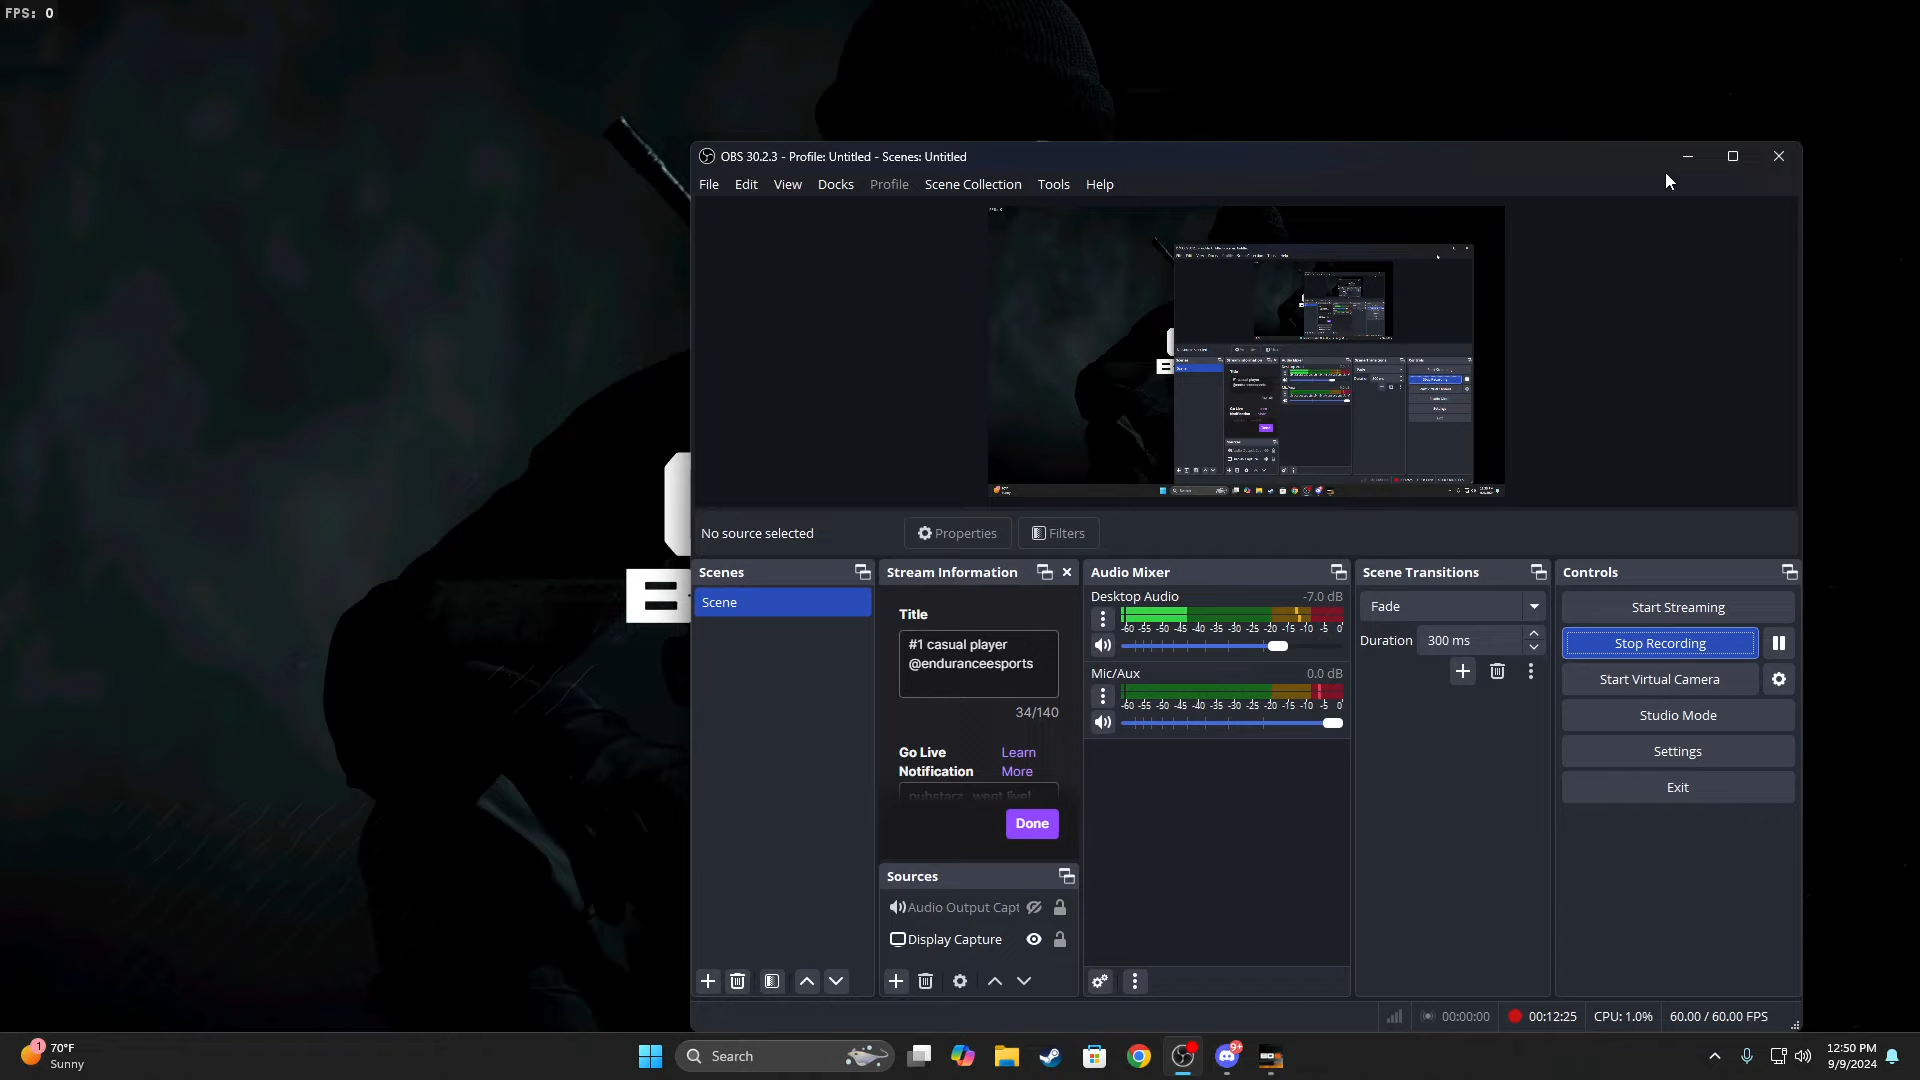 FPS: 0
OBS 30.2.3 - Profile: Untitled - Scenes: Untitled
File Edit View Docks Profile Scene Collection Tools Help
No source selected Properties Filters
Scenes
Scene
Stream Information
Title
#1 casual player
@enduranceesports
34/140
Go Live Learn
Notification More
Done
Sources
Audio Output Capt
Display Capture
Audio Mixer
Desktop Audio -7.0 dB
-60 -55 -50 -45 -40 -35 -30 -25 -20 -15 -10 -5 0
Mic/Aux 0.0 dB
-60 -55 -50 -45 -40 -35 -30 -25 -20 -15 -10 -5 0
Scene Transitions
Fade
Duration 300 ms
Controls
Start Streaming
Stop Recording
Start Virtual Camera
Studio Mode
Settings
Exit
00:00:00 00:12:25 CPU: 1.0% 60.00 / 60.00 FPS
1 70°F
Sunny
Search
9+
12:50 PM
9/9/2024